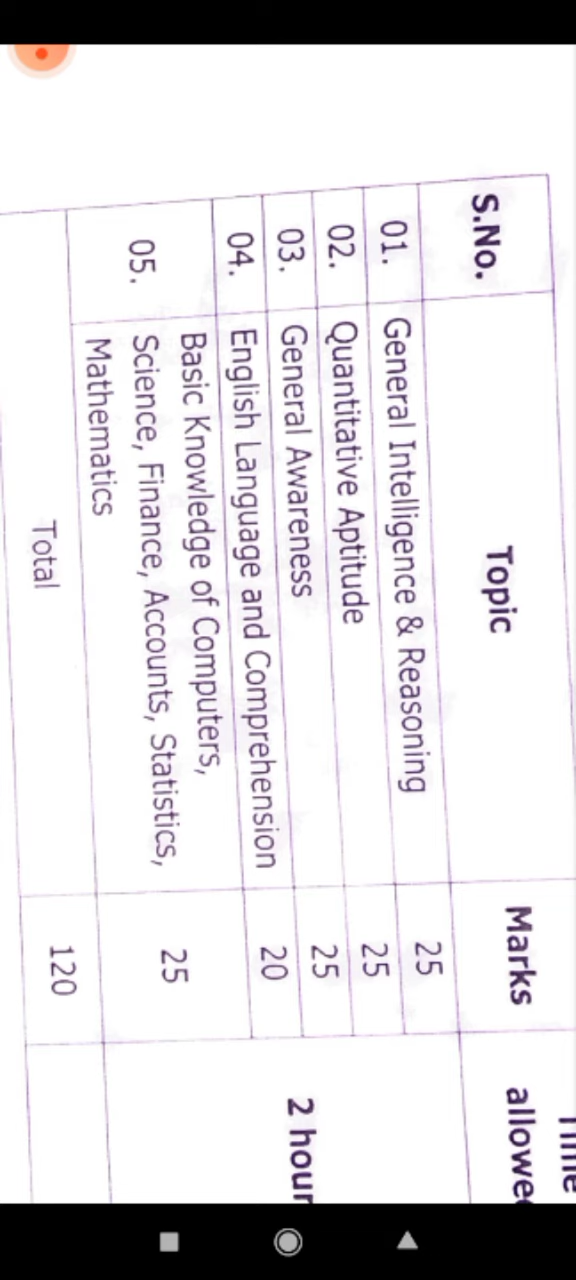 Time
S.No. Topic Marks allowe
01. General Intelligence & Reasoning 25
02. Quantitative Aptitude 25
03. General Awareness 25
04. English Language and Comprehension 20
2 hour
Basic Knowledge of Computers,
05. Science, Finance, Accounts, Statistics, 25
Mathematics
Total 120